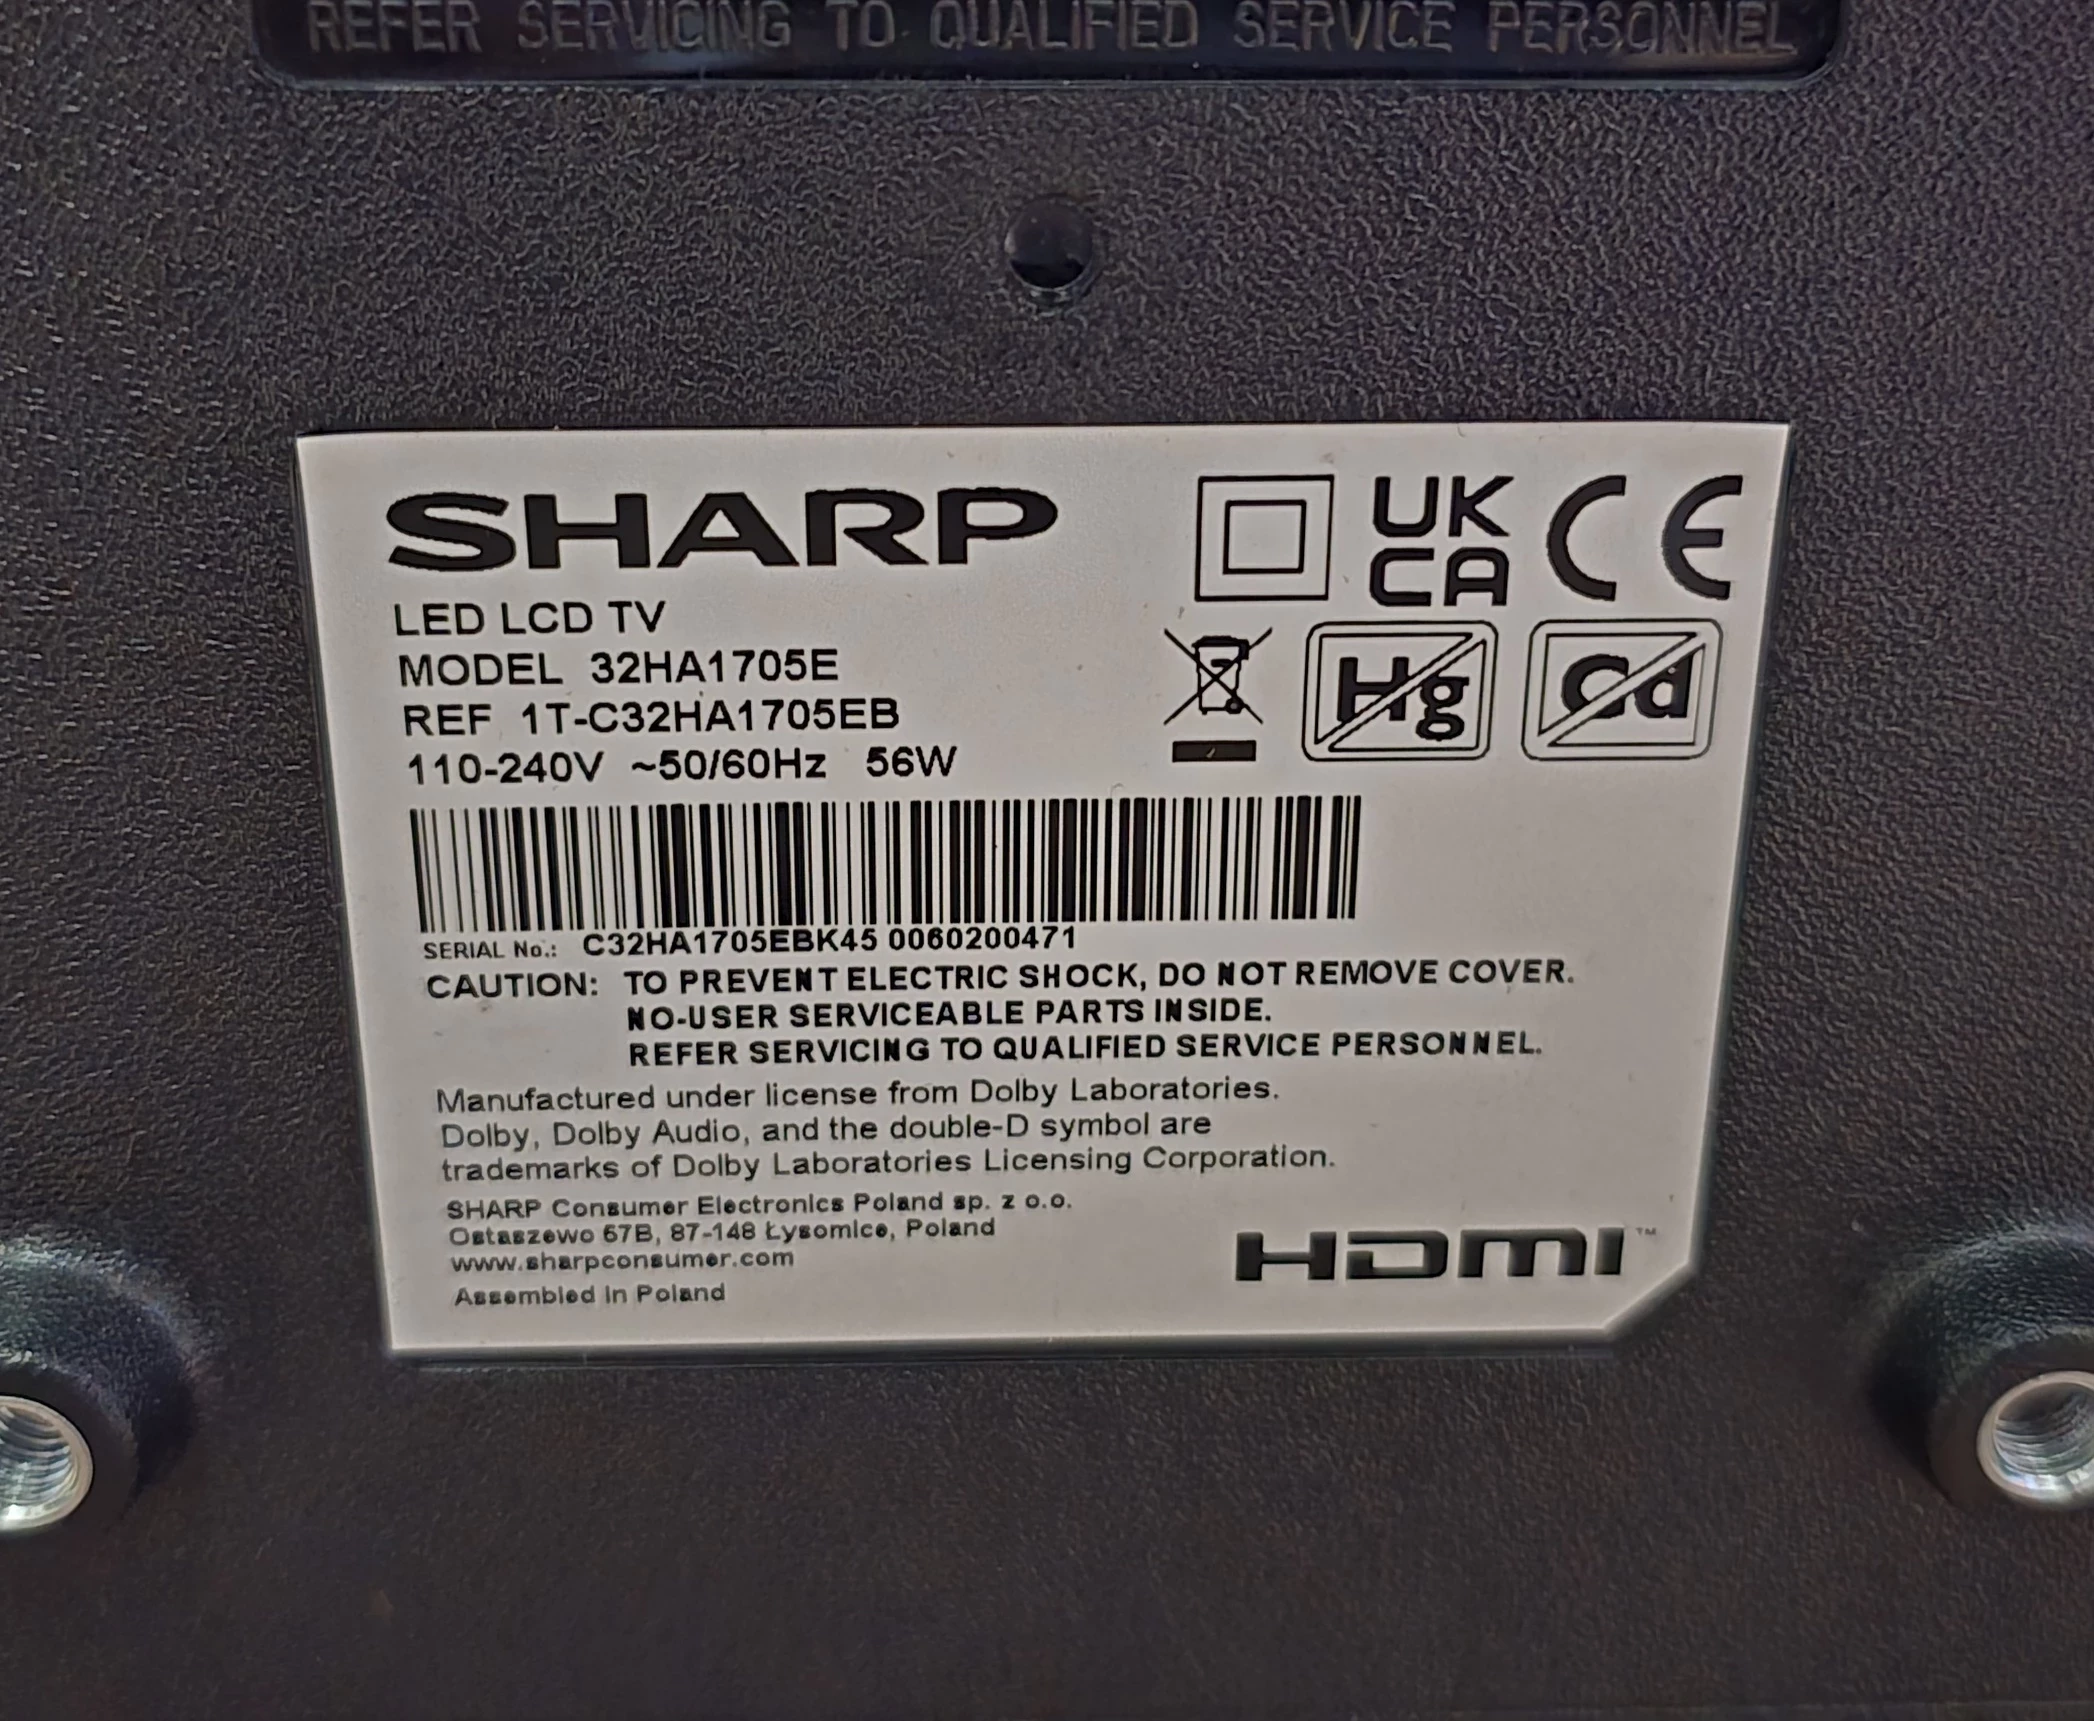 REFER SERVICING TO QUALIFIED SERVICE PERSONNEL
SHARP
UK
CA
CE
LED LCD TV
MODEL 32HA1705E
REF 1T-C32HA1705EB
110-240V ~50/60Hz 56W
Hg
Cd
SERIAL No.: C32HA1705EBK45 0060200471
CAUTION: TO PREVENT ELECTRIC SHOCK, DO NOT REMOVE COVER.
NO-USER SERVICEABLE PARTS INSIDE.
REFER SERVICING TO QUALIFIED SERVICE PERSONNEL.
Manufactured under license from Dolby Laboratories.
Dolby, Dolby Audio, and the double-D symbol are
trademarks of Dolby Laboratories Licensing Corporation.
SHARP Consumer Electronics Poland sp. z o.o.
Ostaszewo 67B, 87-148 Łysomice, Poland
www.sharpconsumer.com
Assembled in Poland
HDMI™